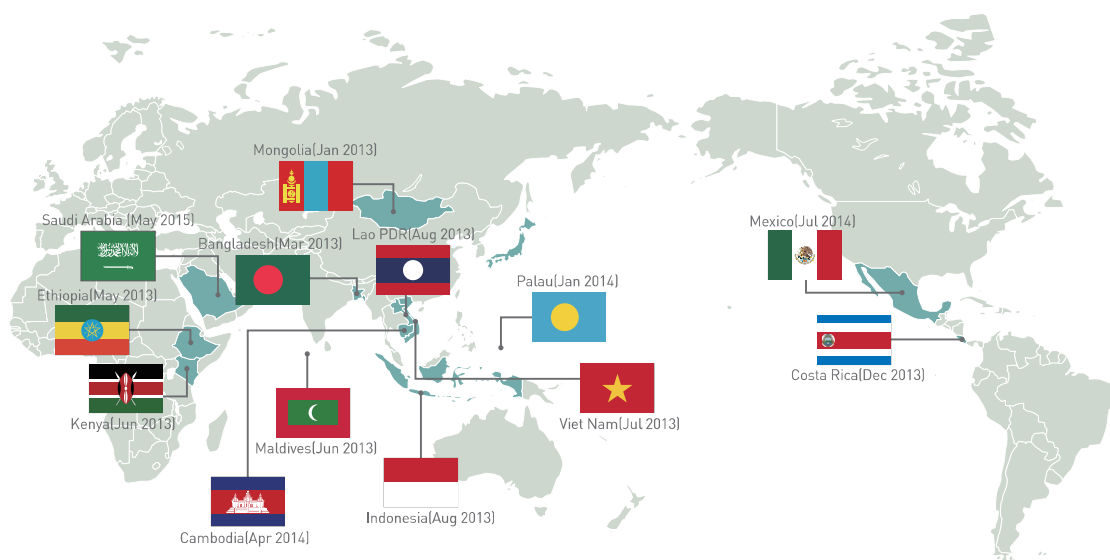 Mongolia(Jan 2013)
Saudi Arabia (May 2015)
Bangladesh(Mar 2013)
Lao PDR(Aug 2013)
Mexico(Jul 2014)
Ethiopia(May 2013)
Palau(Jan 2014)
Costa Rica(Dec 2013)
Kenya(Jun 2013)
Viet Nam(Jul 2013)
Maldives(Jun 2013)
Indonesia(Aug 2013)
Cambodia(Apr 2014)